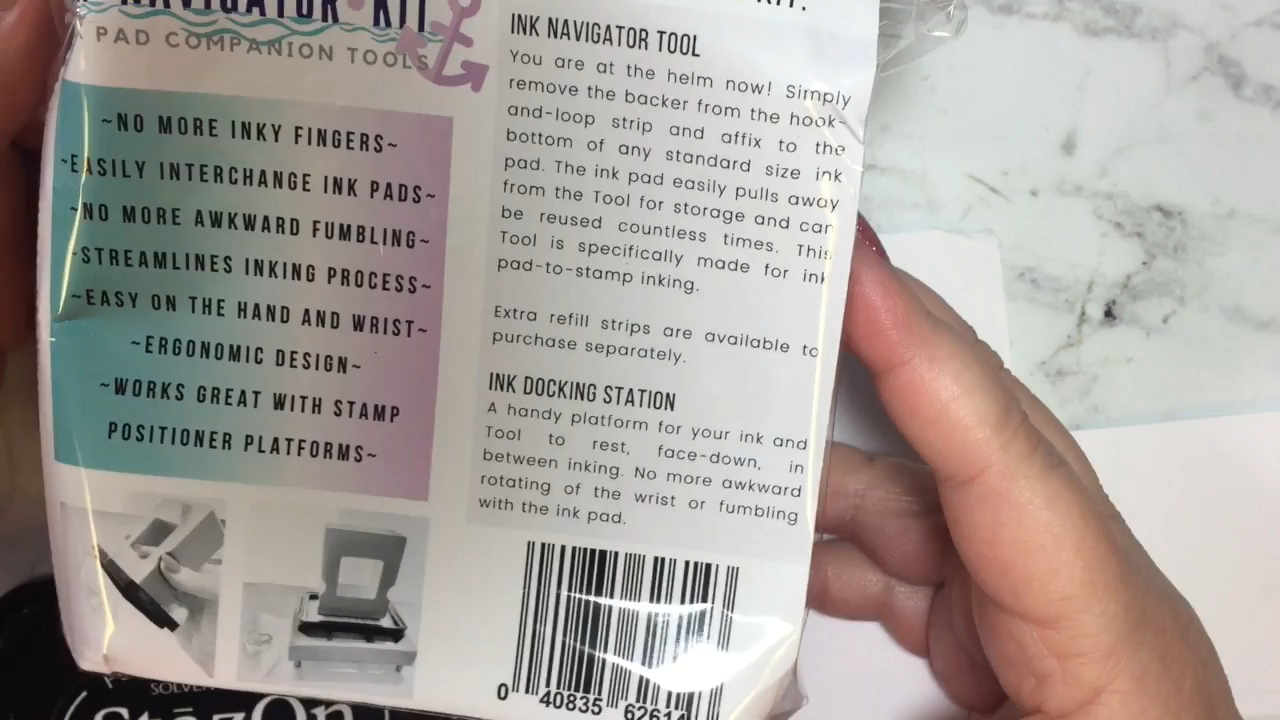 NAVIGATOR KIT
PAD COMPANION TOOLS
~NO MORE INKY FINGERS~
~EASILY INTERCHANGE INK PADS~
~NO MORE AWKWARD FUMBLING~
~STREAMLINES INKING PROCESS~
~EASY ON THE HAND AND WRIST~
~ERGONOMIC DESIGN~
~WORKS GREAT WITH STAMP
POSITIONER PLATFORMS~
KIT.
INK NAVIGATOR TOOL
You are at the helm now! Simply
remove the backer from the hook-
and-loop strip and affix to the
bottom of any standard size ink
pad. The ink pad easily pulls away
from the Tool for storage and can
be reused countless times. This
Tool is specifically made for ink
pad-to-stamp inking.
Extra refill strips are available to
purchase separately.
INK DOCKING STATION
A handy platform for your ink and
Tool to rest, face-down, in
between inking. No more awkward
rotating of the wrist or fumbling
with the ink pad.
0 40835 62614
StāzOn